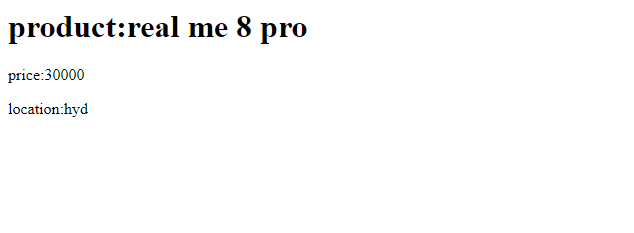 product:real me 8 pro
price:30000
location:hyd